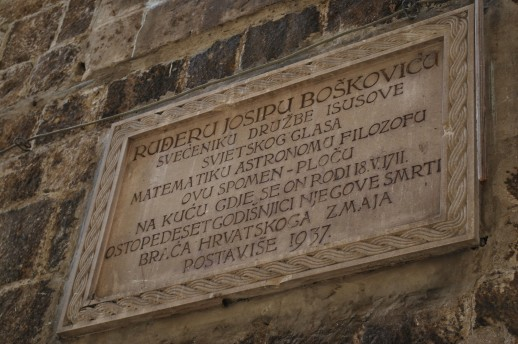 RUĐERU JOSIPU BOŠKOVIĆU
SVEĆENIKU DRUŽBE ISUSOVE
SVJETSKOG GLASA
MATEMATIKU ASTRONOMU FILOZOFU
OVU SPOMEN-PLOČU
NA KUĆU GDJE SE ON RODI 18.V.1711.
O STOPEDESETGODIŠNJICI NJEGOVE SMRTI
BRAĆA HRVATSKOGA ZMAJA
POSTAVIŠE 1937.